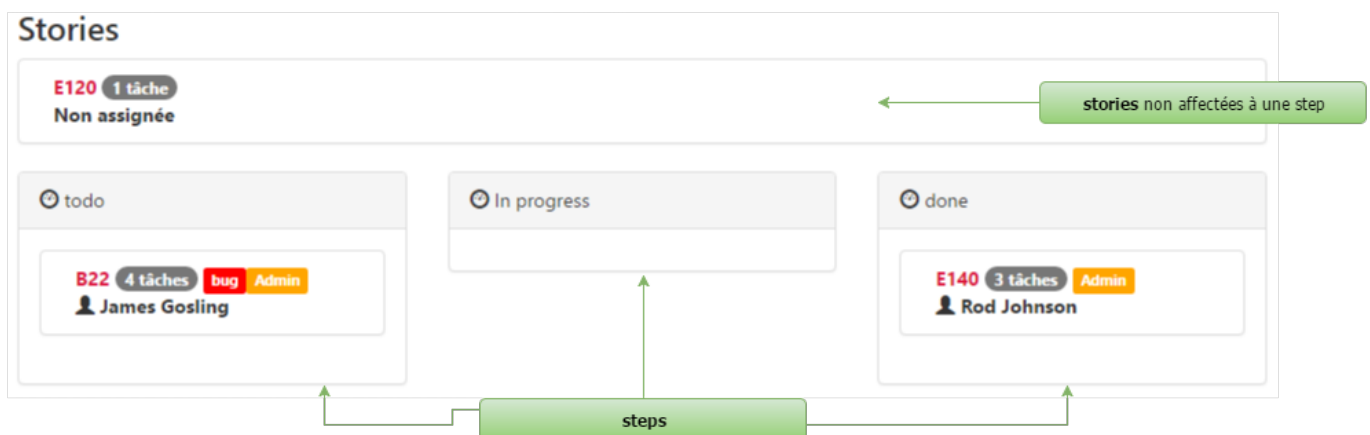 Stories
E120 1 tâche
Non assignée
stories non affectées à une step
todo
In progress
done
B22 4 tâches bug Admin
James Gosling
E140 3 tâches Admin
Rod Johnson
steps